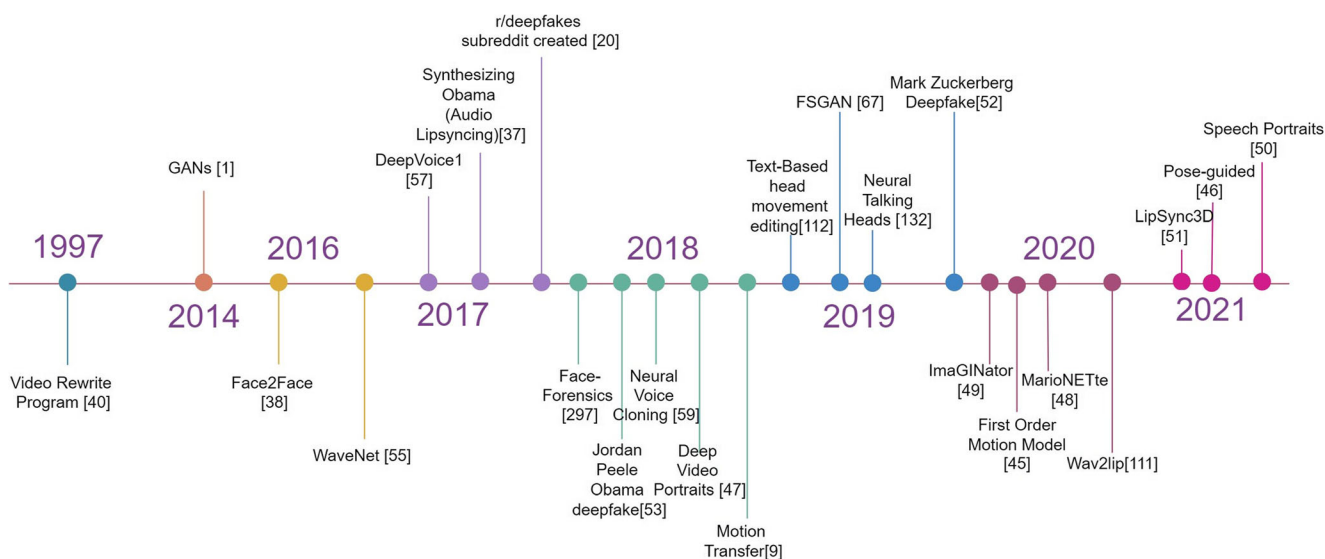 r/deepfakes
subreddit created [20]
Synthesizing
Obama
(Audio
Lipsyncing)[37]
DeepVoice1
[57]
GANs [1]
FSGAN [67]
Mark Zuckerberg
Deepfake[52]
Text-Based
head
movement
editing[112]
Neural
Talking
Heads [132]
Speech Portraits
[50]
Pose-guided
[46]
LipSync3D
[51]
1997
2014
2016
2017
2018
2019
2020
2021
Video Rewrite
Program [40]
Face2Face
[38]
WaveNet [55]
Face-
Forensics
[297]
Jordan
Peele
Obama
deepfake[53]
Neural
Voice
Cloning [59]
Deep
Video
Portraits [47]
Motion
Transfer[9]
ImaGINator
[49]
First Order
Motion Model
[45]
MarioNETte
[48]
Wav2lip[111]